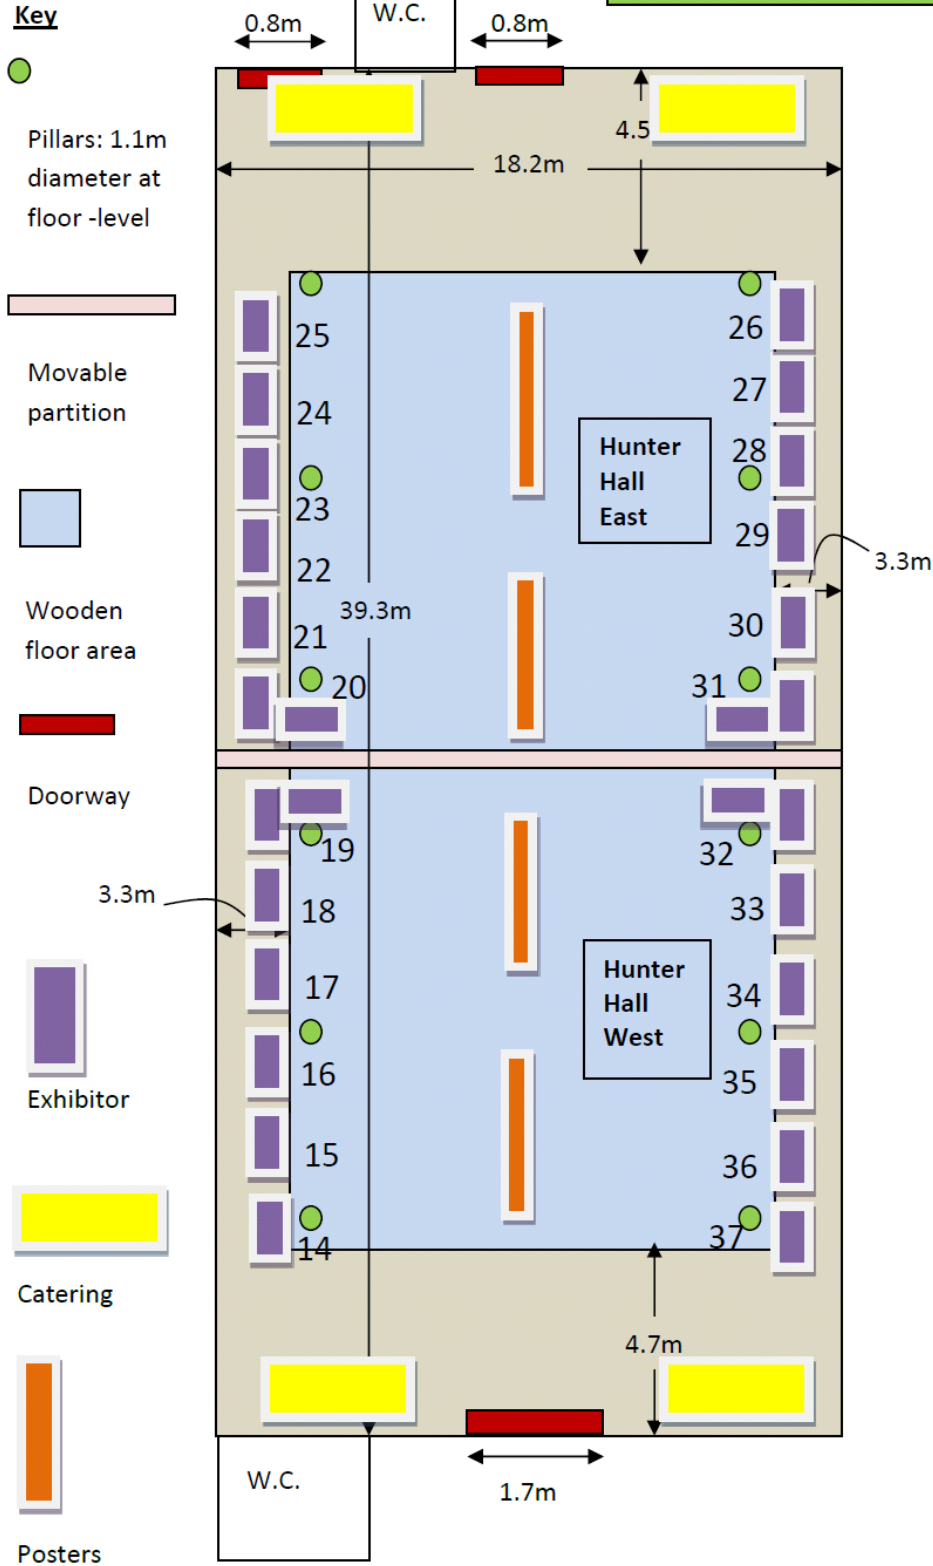 Key
Pillars: 1.1m
diameter at
floor -level
Movable
partition
Wooden
floor area
Doorway
Exhibitor
Catering
Posters
0.8m
W.C.
0.8m
4.5
18.2m
25
26
24
27
28
Hunter
Hall
East
23
29
3.3m
22
39.3m
21
30
20
31
19
32
3.3m
18
33
17
Hunter
Hall
West
34
16
35
15
36
14
37
4.7m
W.C.
1.7m